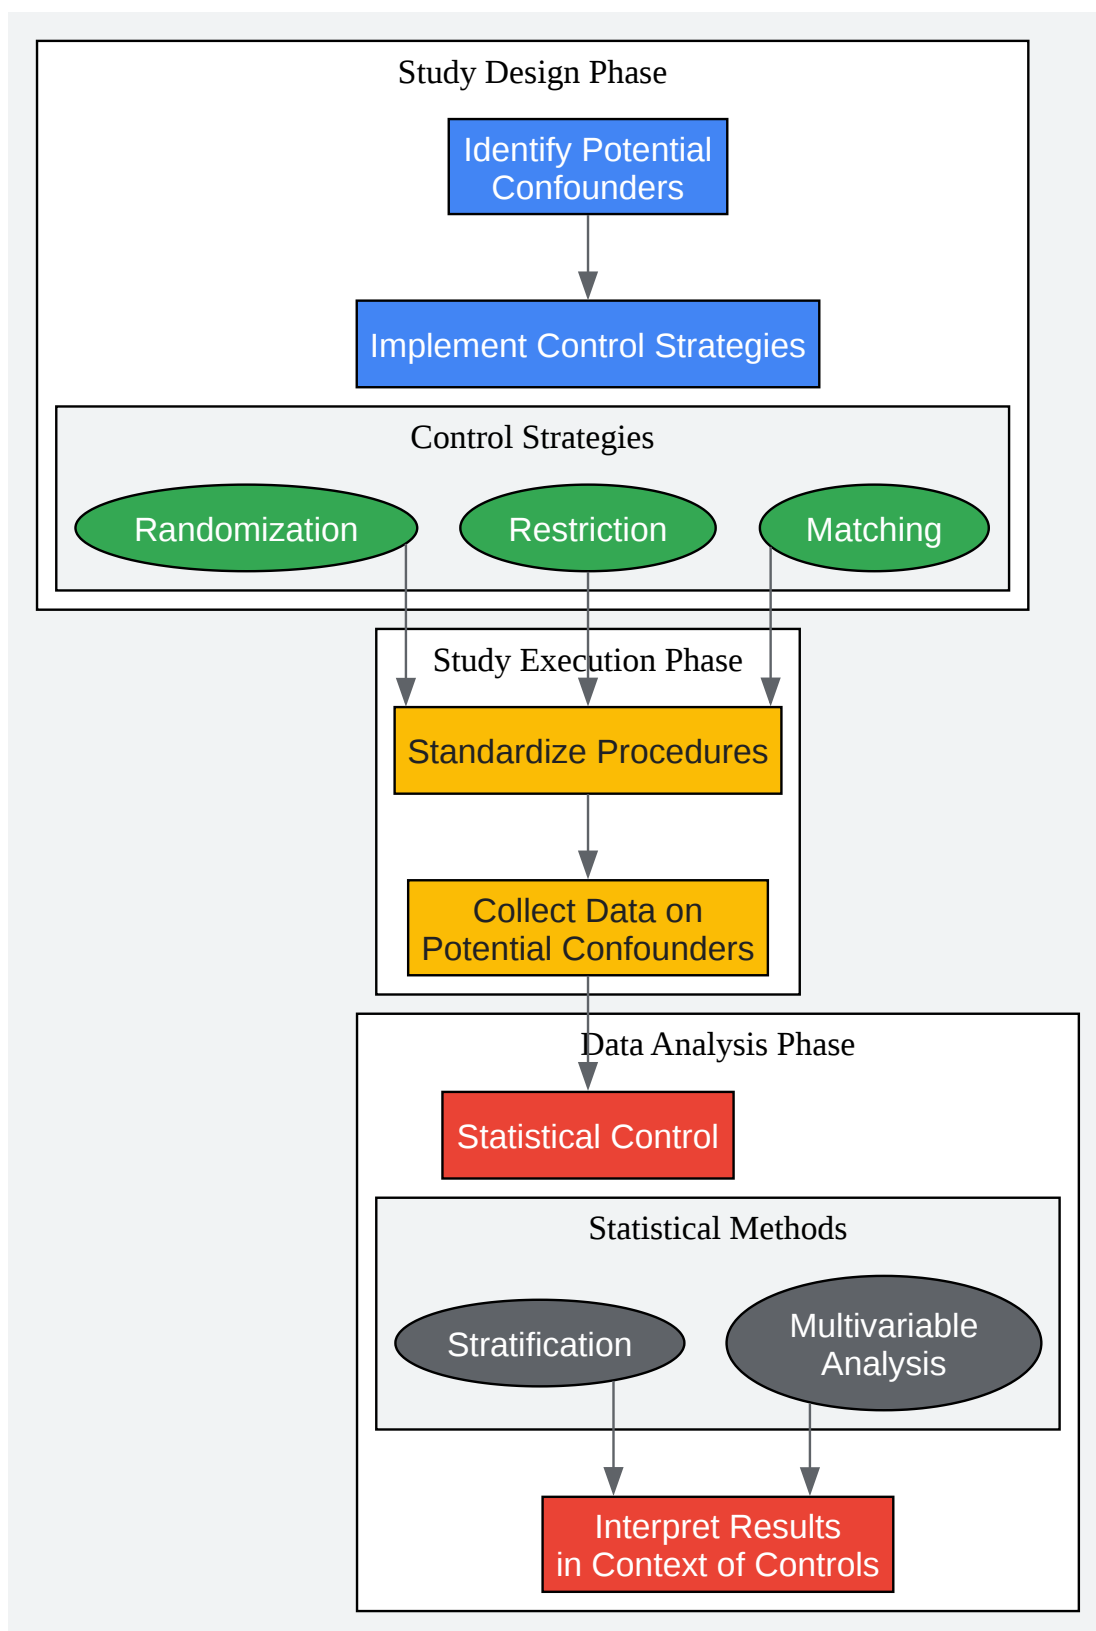 Study Design Phase
Identify Potential
Confounders
Implement Control Strategies
Control Strategies
Randomization
Restriction
Matching
Study Execution Phase
Standardize Procedures
Collect Data on
Potential Confounders
Data Analysis Phase
Statistical Control
Statistical Methods
Stratification
Multivariable
Analysis
Interpret Results
in Context of Controls